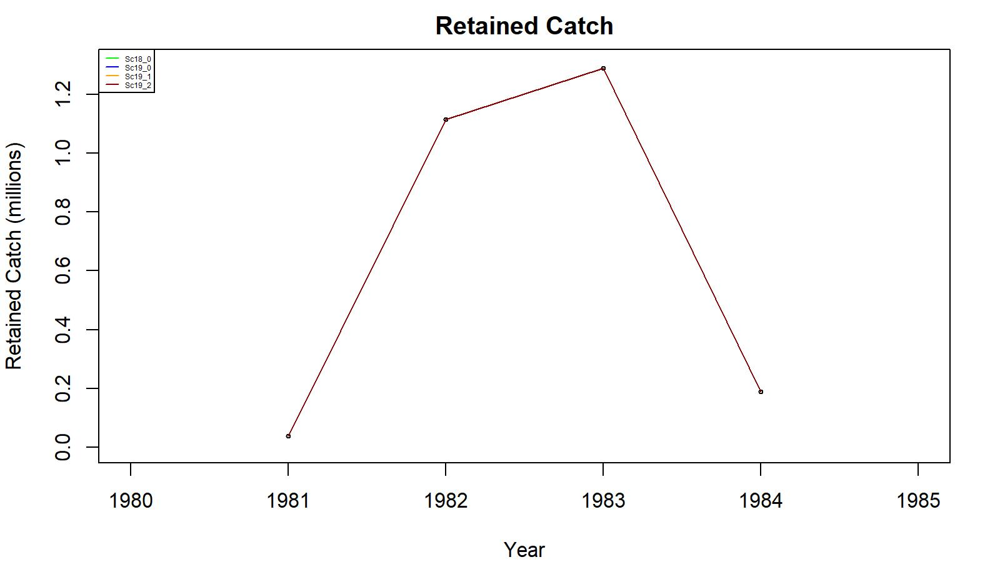 Retained Catch
Sc18_0
Sc19_0
Sc19_1
Sc19_2
Retained Catch (millions)
1.2
1.0
0.8
0.6
0.4
0.2
0.0
1980 1981 1982 1983 1984 1985
Year